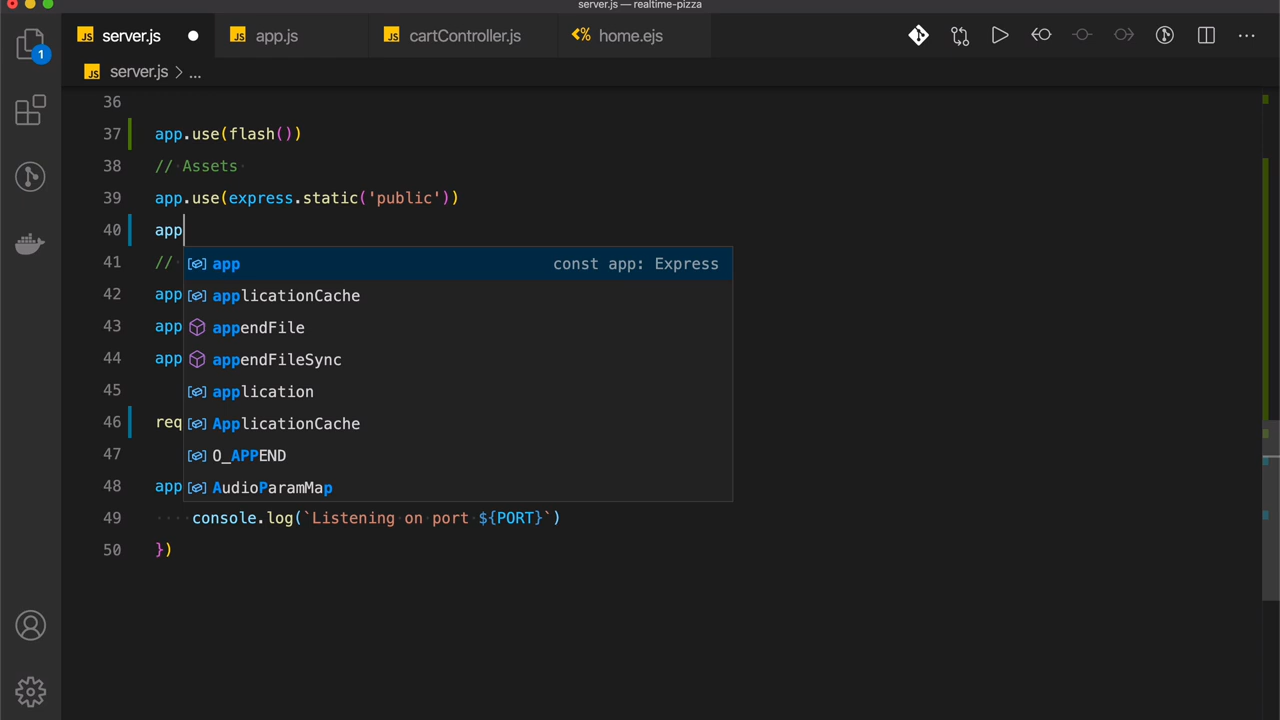 server.js — realtime-pizza
JS server.js ● JS app.js JS cartController.js <% home.ejs ...
1
JS server.js > ...
36
37 app.use(flash())
38 // Assets
39 app.use(express.static('public'))
40 app
app const app: Express
41 //
applicationCache
42 app
appendFile
43 app
appendFileSync
44 app
application
45
ApplicationCache
46 req
O_APPEND
47
AudioParamMap
48 app
49 console.log(`Listening on port ${PORT}`)
50 })